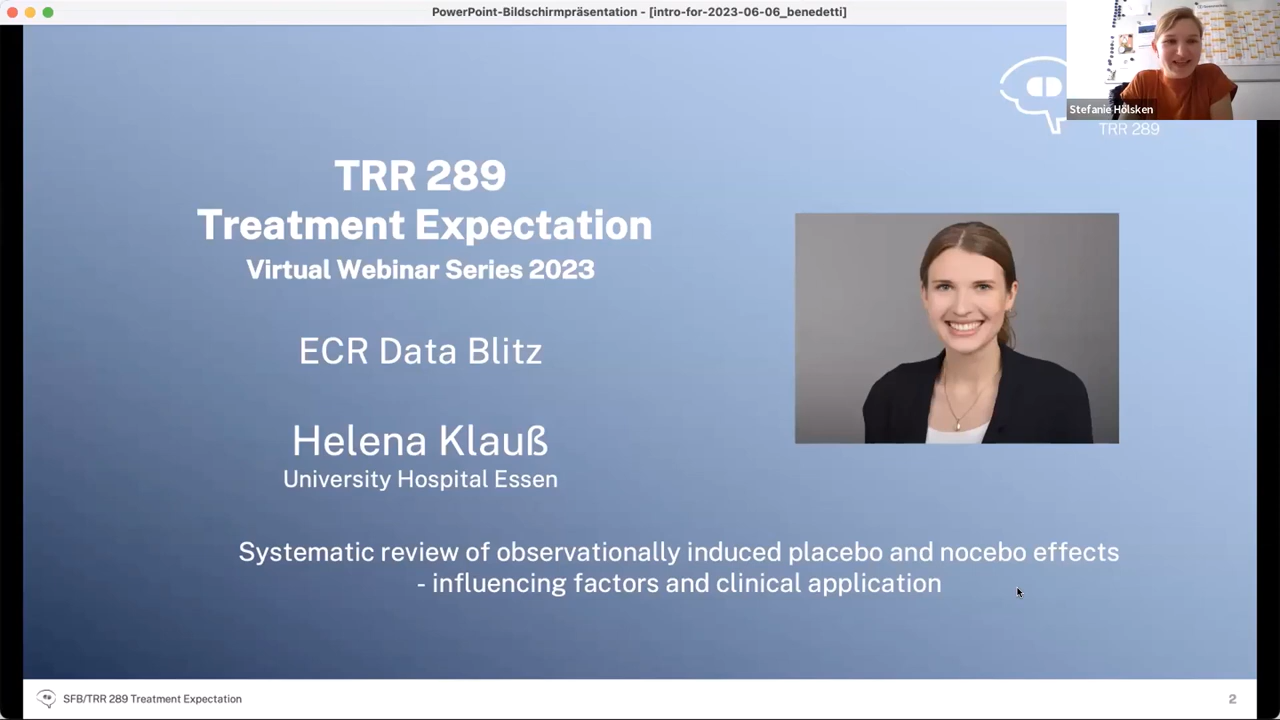 PowerPoint-Bildschirmpräsentation - [intro-for-2023-06-06_benedetti]
Stefanie Hölsken
TRR 289
TRR 289
Treatment Expectation
Virtual Webinar Series 2023
ECR Data Blitz
Helena Klauß
University Hospital Essen
Systematic review of observationally induced placebo and nocebo effects
- influencing factors and clinical application
SFB/TRR 289 Treatment Expectation
2